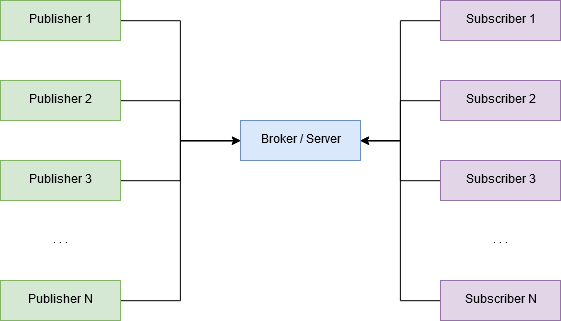 Publisher 1
Subscriber 1
Publisher 2
Subscriber 2
Broker / Server
Publisher 3
Subscriber 3
. . .
. . .
Publisher N
Subscriber N